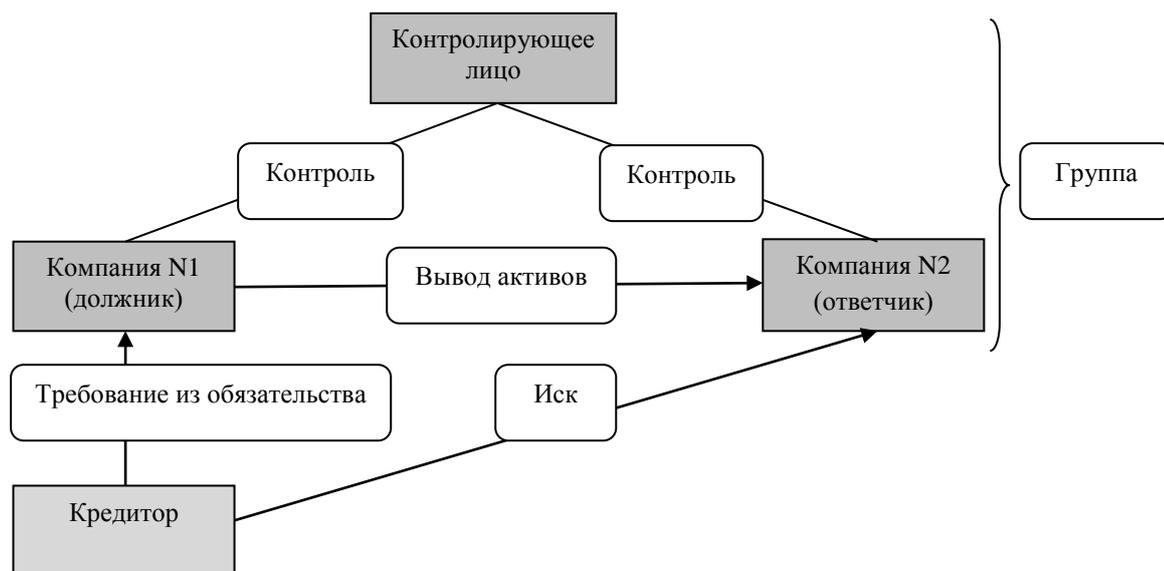 Контролирующее
лицо
Контроль
Контроль
Группа
Компания N1
(должник)
Вывод активов
Компания N2
(ответчик)
Требование из обязательства
Иск
Кредитор